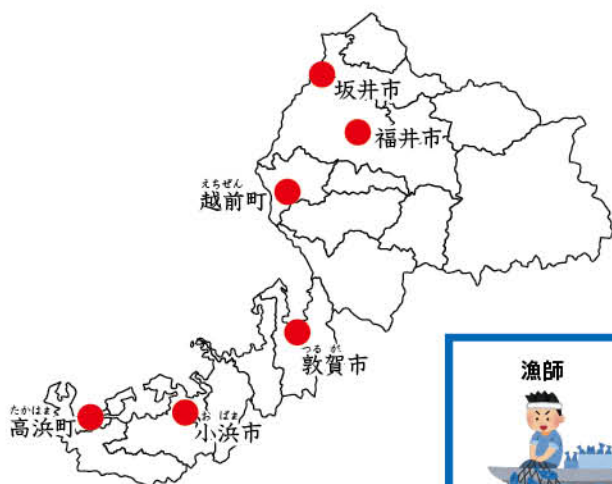 坂井市
福井市
えちぜん
越前町
つるが
敦賀市
たかはま
高浜町
おばま
小浜市
漁師